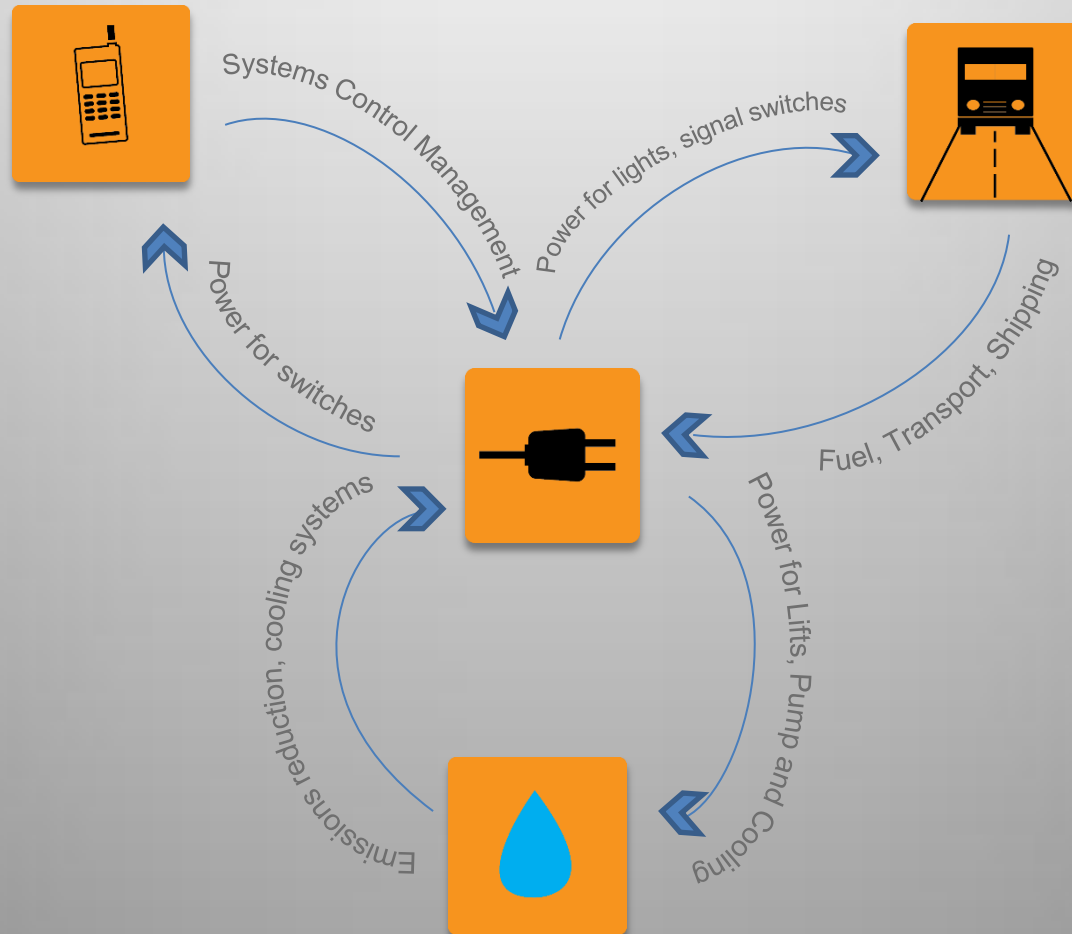 Systems Control Management
Power for lights, signal switches
Power for switches
Fuel, Transport, Shipping
Emissions reduction, cooling systems
Power for Lifts, Pump and Cooling